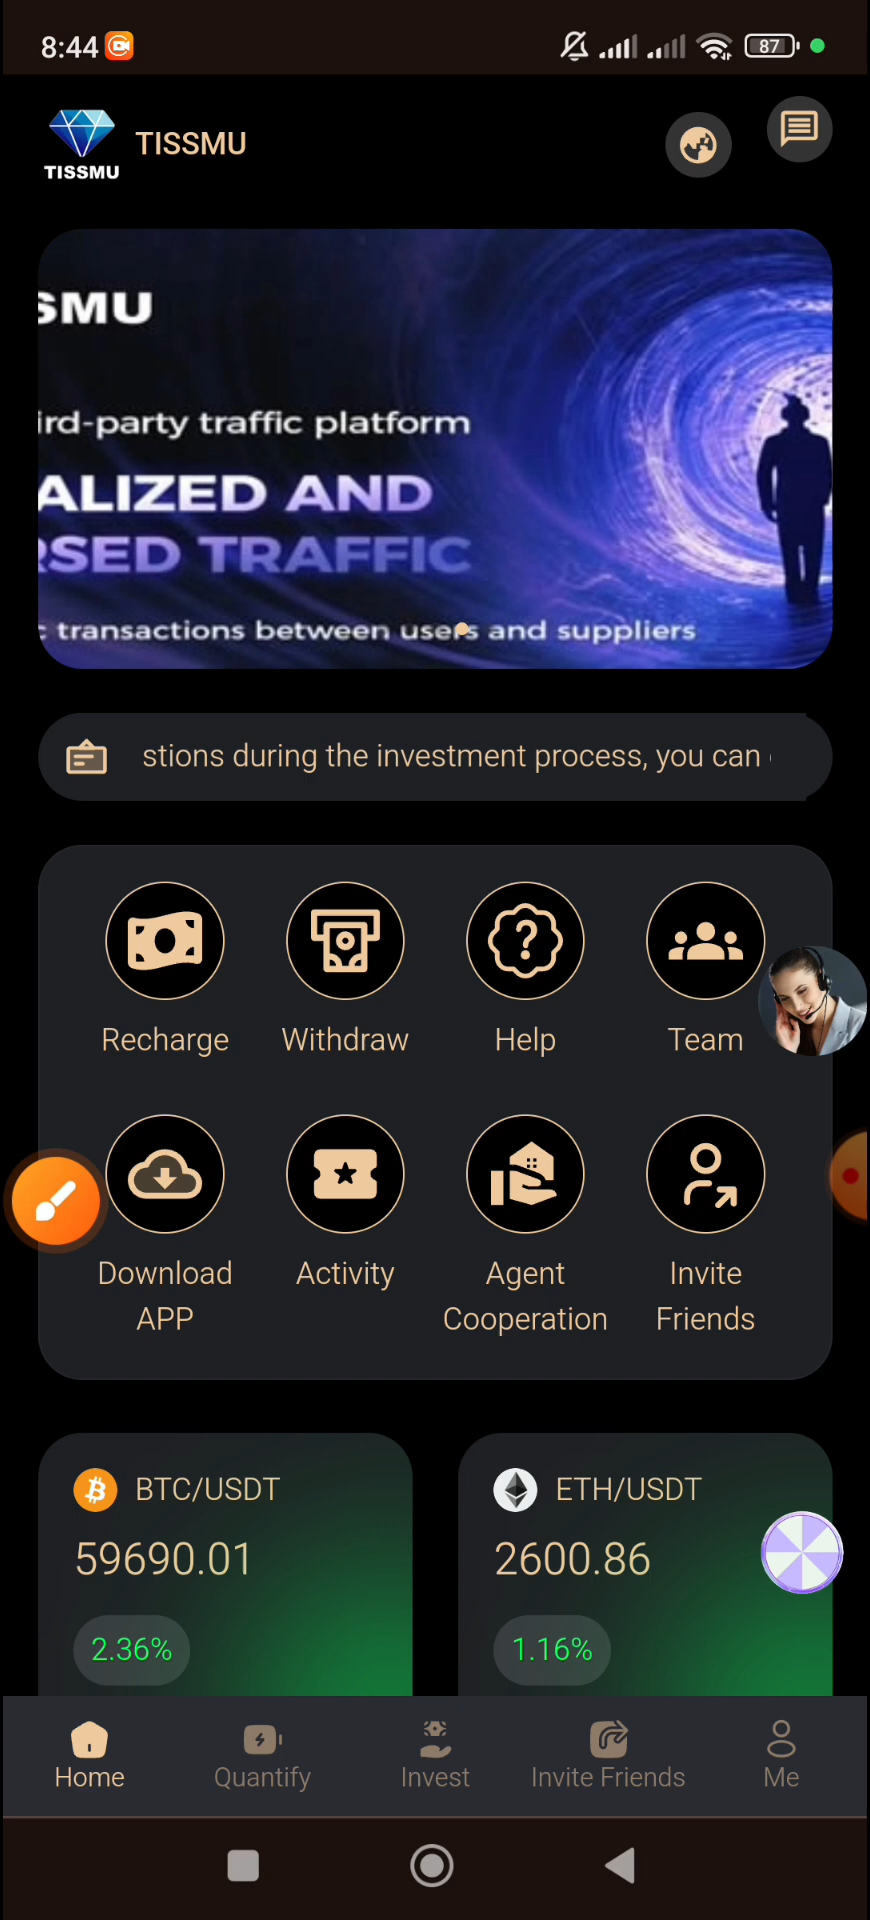 8:44
87
TISSMU
TISSMU
SMU
ird-party traffic platform
ALIZED AND
RSED TRAFFIC
transactions between users and suppliers
stions during the investment process, you can
Recharge
Withdraw
Help
Team
Download
APP
Activity
Agent
Cooperation
Invite
Friends
BTC/USDT
59690.01
2.36%
ETH/USDT
2600.86
1.16%
Home
Quantify
Invest
Invite Friends
Me